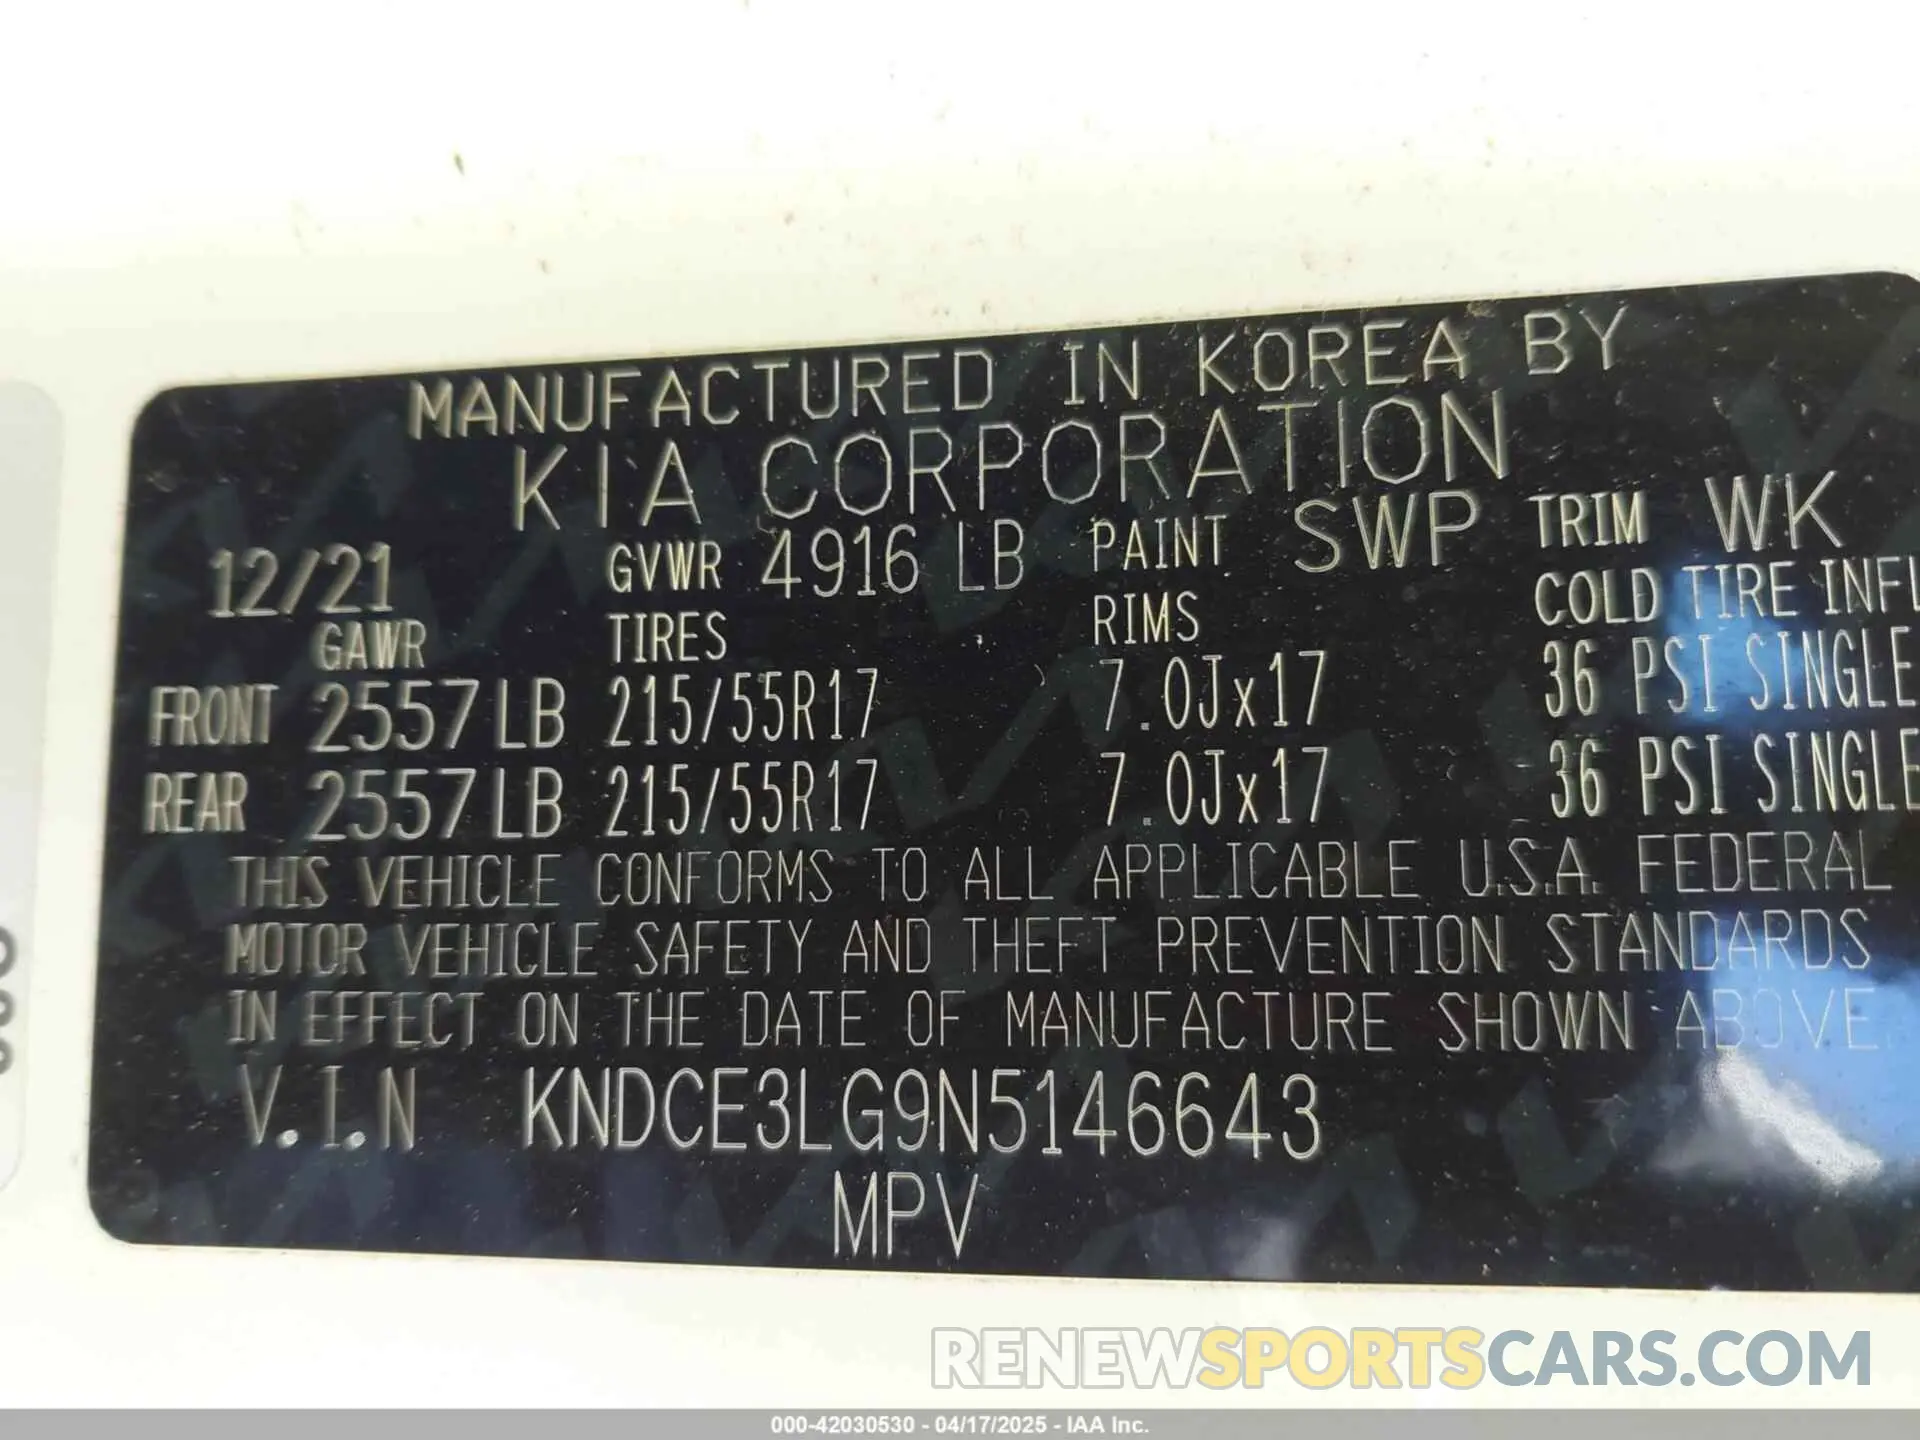 MANUFACTURED IN KOREA BY
KIA CORPORATION
12/21 GVWR 4916 LB PAINT SWP TRIM WK
GAWR TIRES RIMS COLD TIRE INFL
FRONT 2557 LB 215/55R17 7.0Jx17 36 PSI SINGLE
REAR 2557 LB 215/55R17 7.0Jx17 36 PSI SINGLE
THIS VEHICLE CONFORMS TO ALL APPLICABLE U.S.A. FEDERAL
MOTOR VEHICLE SAFETY AND THEFT PREVENTION STANDARDS
IN EFFECT ON THE DATE OF MANUFACTURE SHOWN ABOVE.
V.I.N KNDCE3LG9N5146643
MPV
RENEWSPORTSCARS.COM
000-42030530 - 04/17/2025 - IAA Inc.